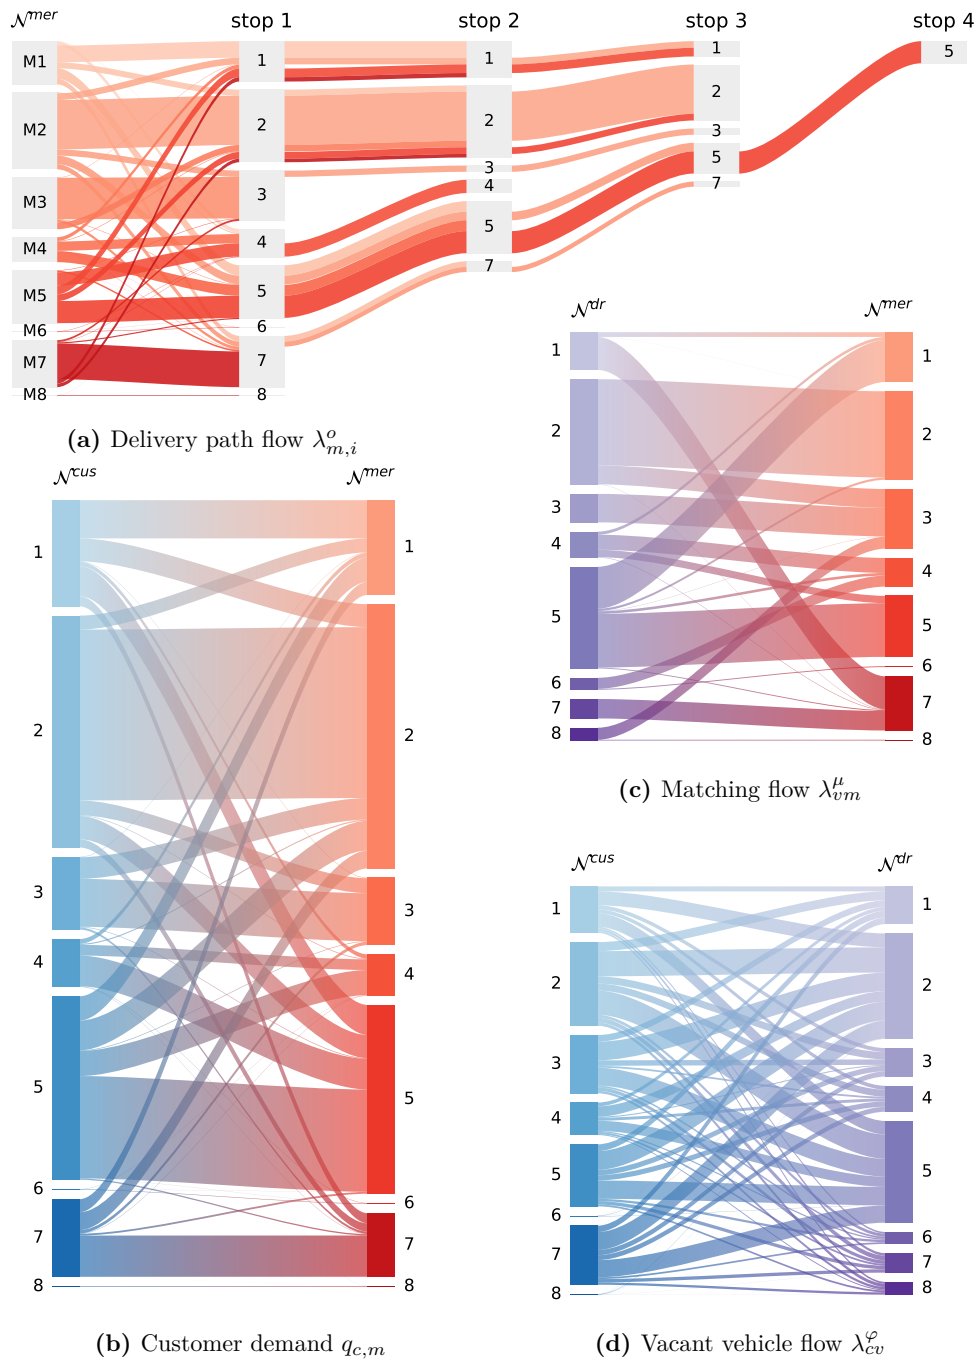 𝒩^mer stop 1 stop 2 stop 3 stop 4
M1 1 1 1 5
M2 2 2 2
M3 3 3 3
M4 4 4 5
M5 5 5 7
M6 6 7
M7 7
M8 8
(a) Delivery path flow λ^o_{m,i}
𝒩^cus 𝒩^mer
1 1
2 2
3 3
4 4
5 5
6 6
7 7
8 8
(b) Customer demand q_{c,m}
𝒩^dr 𝒩^mer
1 1
2 2
3 3
4 4
5 5
6 6
7 7
8 8
(c) Matching flow λ^μ_{vm}
𝒩^cus 𝒩^dr
1 1
2 2
3 3
4 4
5 5
6 6
7 7
8 8
(d) Vacant vehicle flow λ^φ_{cv}